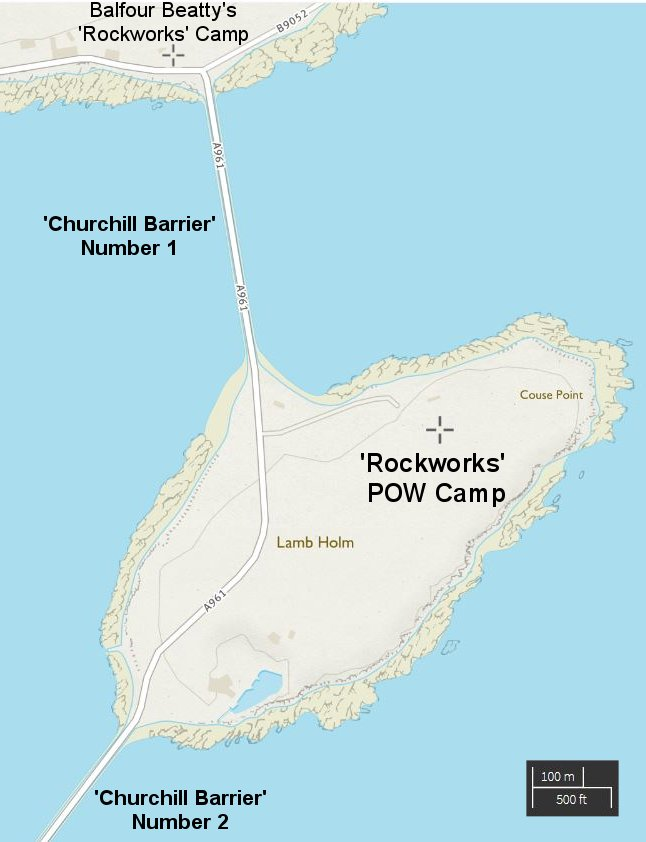 Balfour Beatty's
'Rockworks' Camp
B9052
A961
'Churchill Barrier'
Number 1
A961
Couse Point
'Rockworks'
POW Camp
Lamb Holm
A961
100 m
500 ft
'Churchill Barrier'
Number 2